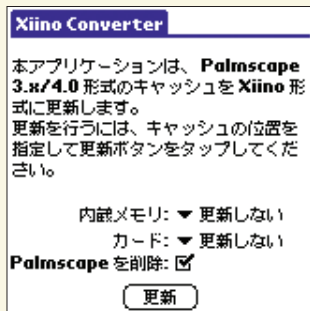 Xiino Converter
本アプリケーションは、 Palmscape
3.x/4.0 形式のキャッシュを Xiino 形
式に更新します。
更新を行うには、キャッシュの位置を
指定して更新ボタンをタップしてくだ
さい。
内蔵メモリ: ▼ 更新しない
カード: ▼ 更新しない
Palmscape を削除: ☑
更新